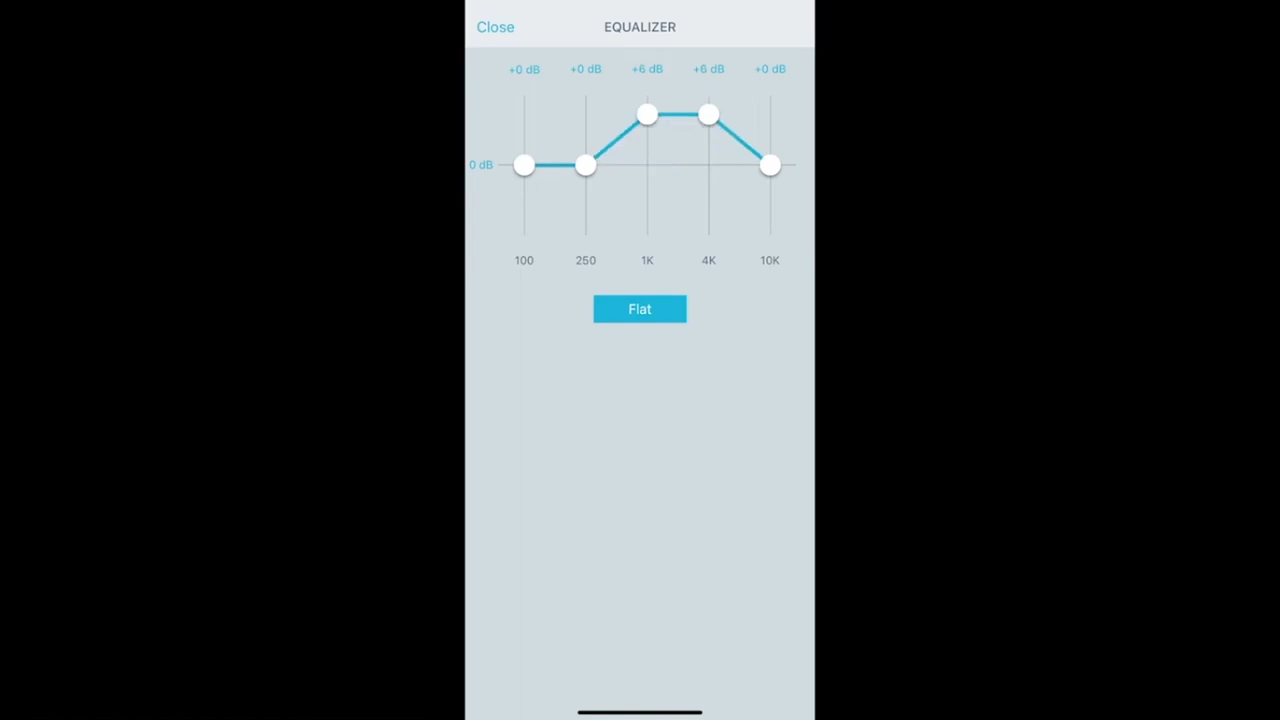 Close EQUALIZER
+0 dB +0 dB +6 dB +6 dB +0 dB
0 dB
100 250 1K 4K 10K
Flat